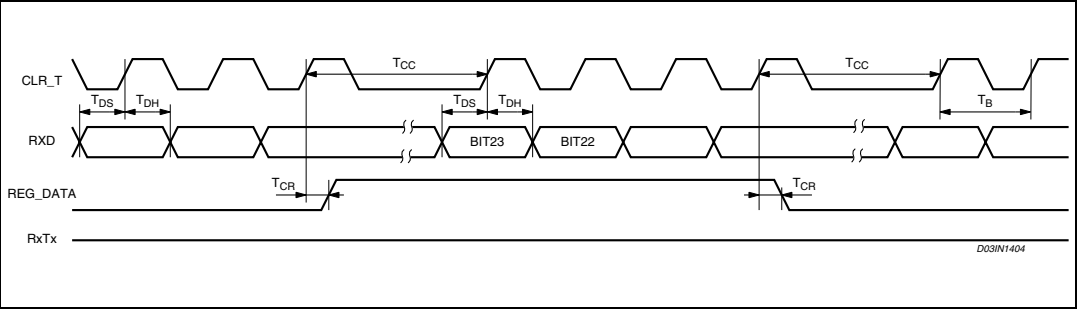 CLR_T
TCC
TCC
TDS
TDH
TDS
TDH
TB
RXD
BIT23
BIT22
REG_DATA
TCR
TCR
RxTx
D03IN1404